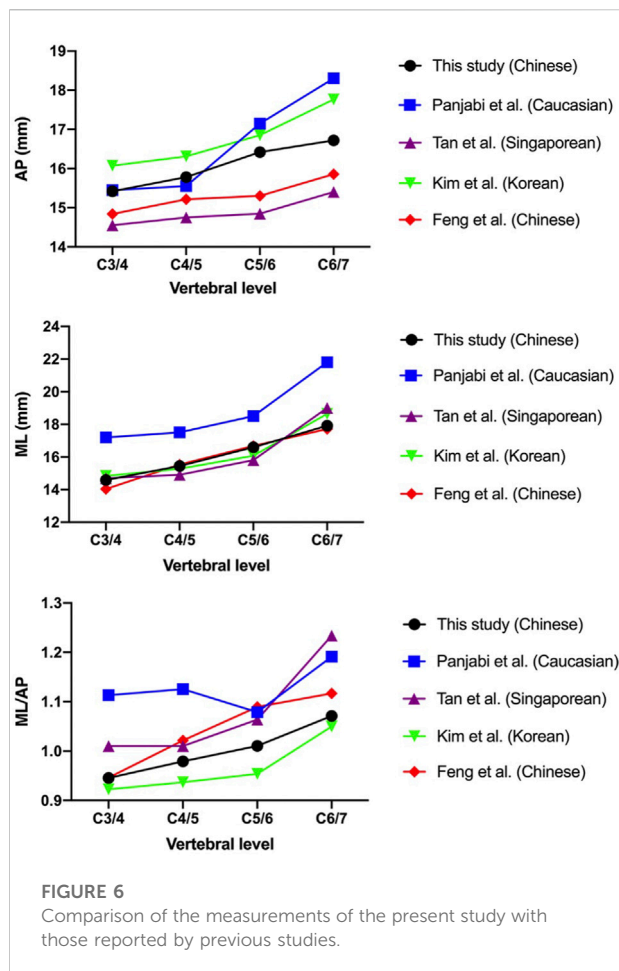 AP (mm)
19
18
17
16
15
14
C3/4 C4/5 C5/6 C6/7
Vertebral level
This study (Chinese)
Panjabi et al. (Caucasian)
Tan et al. (Singaporean)
Kim et al. (Korean)
Feng et al. (Chinese)
ML (mm)
24
22
20
18
16
14
12
C3/4 C4/5 C5/6 C6/7
Vertebral level
This study (Chinese)
Panjabi et al. (Caucasian)
Tan et al. (Singaporean)
Kim et al. (Korean)
Feng et al. (Chinese)
ML/AP
1.3
1.2
1.1
1.0
0.9
C3/4 C4/5 C5/6 C6/7
Vertebral level
This study (Chinese)
Panjabi et al. (Caucasian)
Tan et al. (Singaporean)
Kim et al. (Korean)
Feng et al. (Chinese)
FIGURE 6
Comparison of the measurements of the present study with
those reported by previous studies.